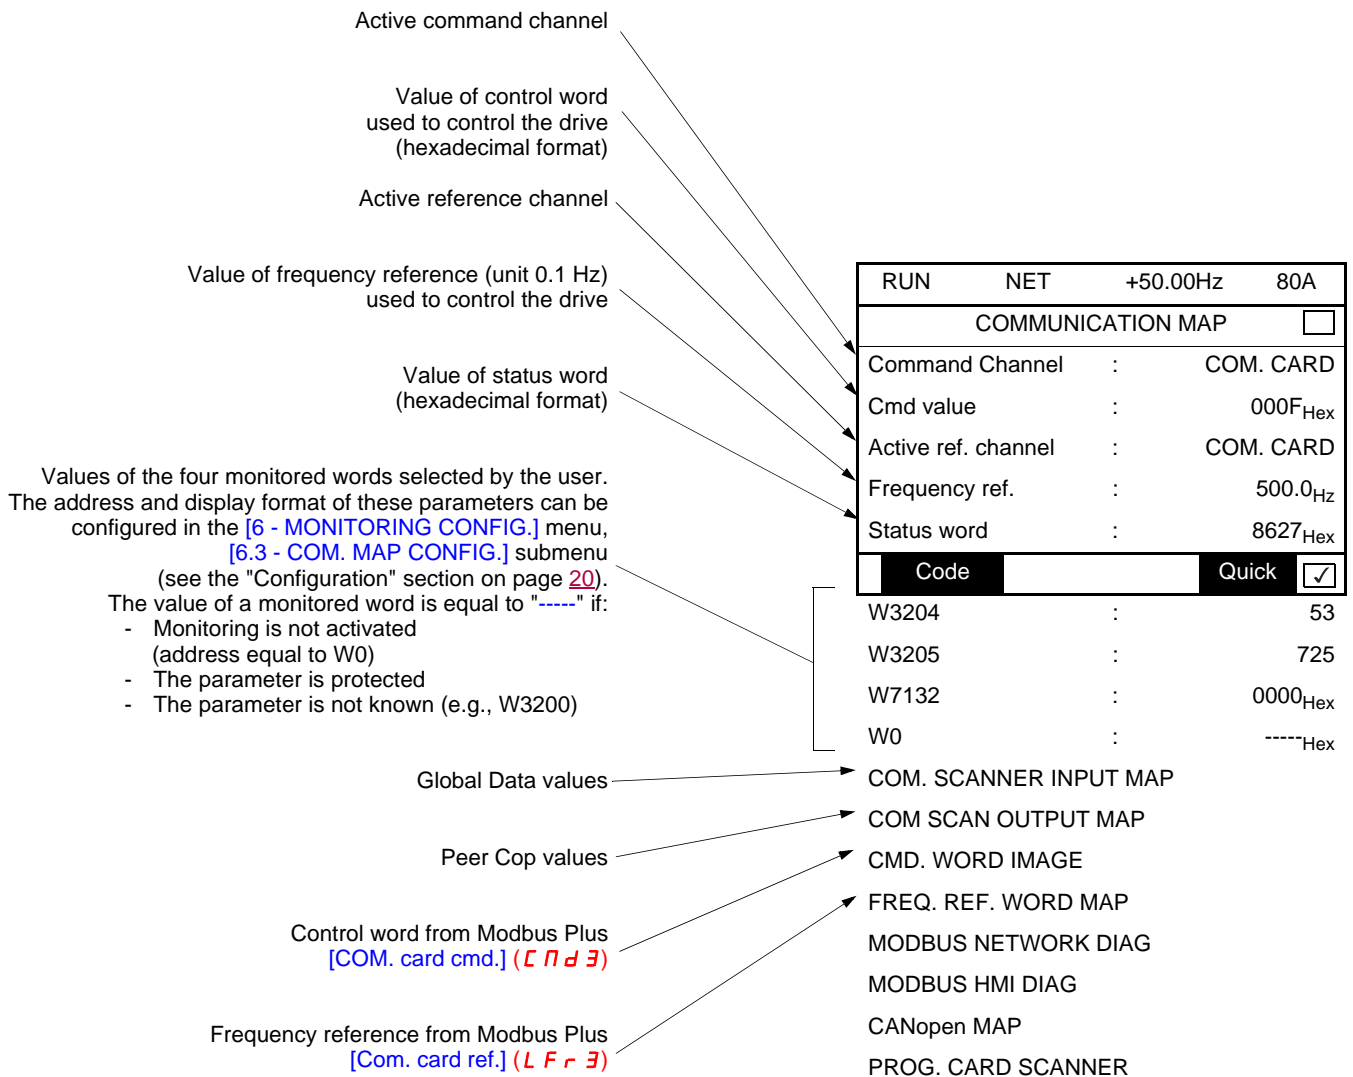 Active command channel
Value of control word
used to control the drive
(hexadecimal format)
Active reference channel
Value of frequency reference (unit 0.1 Hz)
used to control the drive
Value of status word
(hexadecimal format)
Values of the four monitored words selected by the user.
The address and display format of these parameters can be
configured in the [6 - MONITORING CONFIG.] menu,
[6.3 - COM. MAP CONFIG.] submenu
(see the "Configuration" section on page 20).
The value of a monitored word is equal to "-----" if:
- Monitoring is not activated
(address equal to W0)
- The parameter is protected
- The parameter is not known (e.g., W3200)
Global Data values
Peer Cop values
Control word from Modbus Plus
[COM. card cmd.] (CMd3)
Frequency reference from Modbus Plus
[Com. card ref.] (LFr3)
RUN NET +50.00Hz 80A
COMMUNICATION MAP
Command Channel : COM. CARD
Cmd value : 000FHex
Active ref. channel : COM. CARD
Frequency ref. : 500.0Hz
Status word : 8627Hex
Code Quick ✓
W3204 : 53
W3205 : 725
W7132 : 0000Hex
W0 : -----Hex
COM. SCANNER INPUT MAP
COM SCAN OUTPUT MAP
CMD. WORD IMAGE
FREQ. REF. WORD MAP
MODBUS NETWORK DIAG
MODBUS HMI DIAG
CANopen MAP
PROG. CARD SCANNER